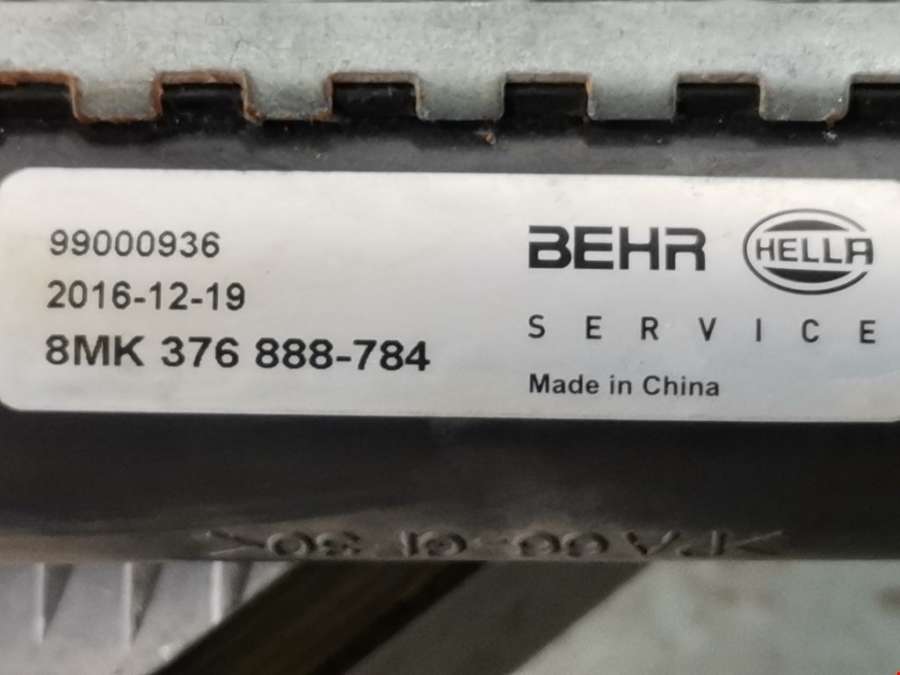 99000936
2016-12-19
8MK 376 888-784
BEHR HELLA
SERVICE
Made in China